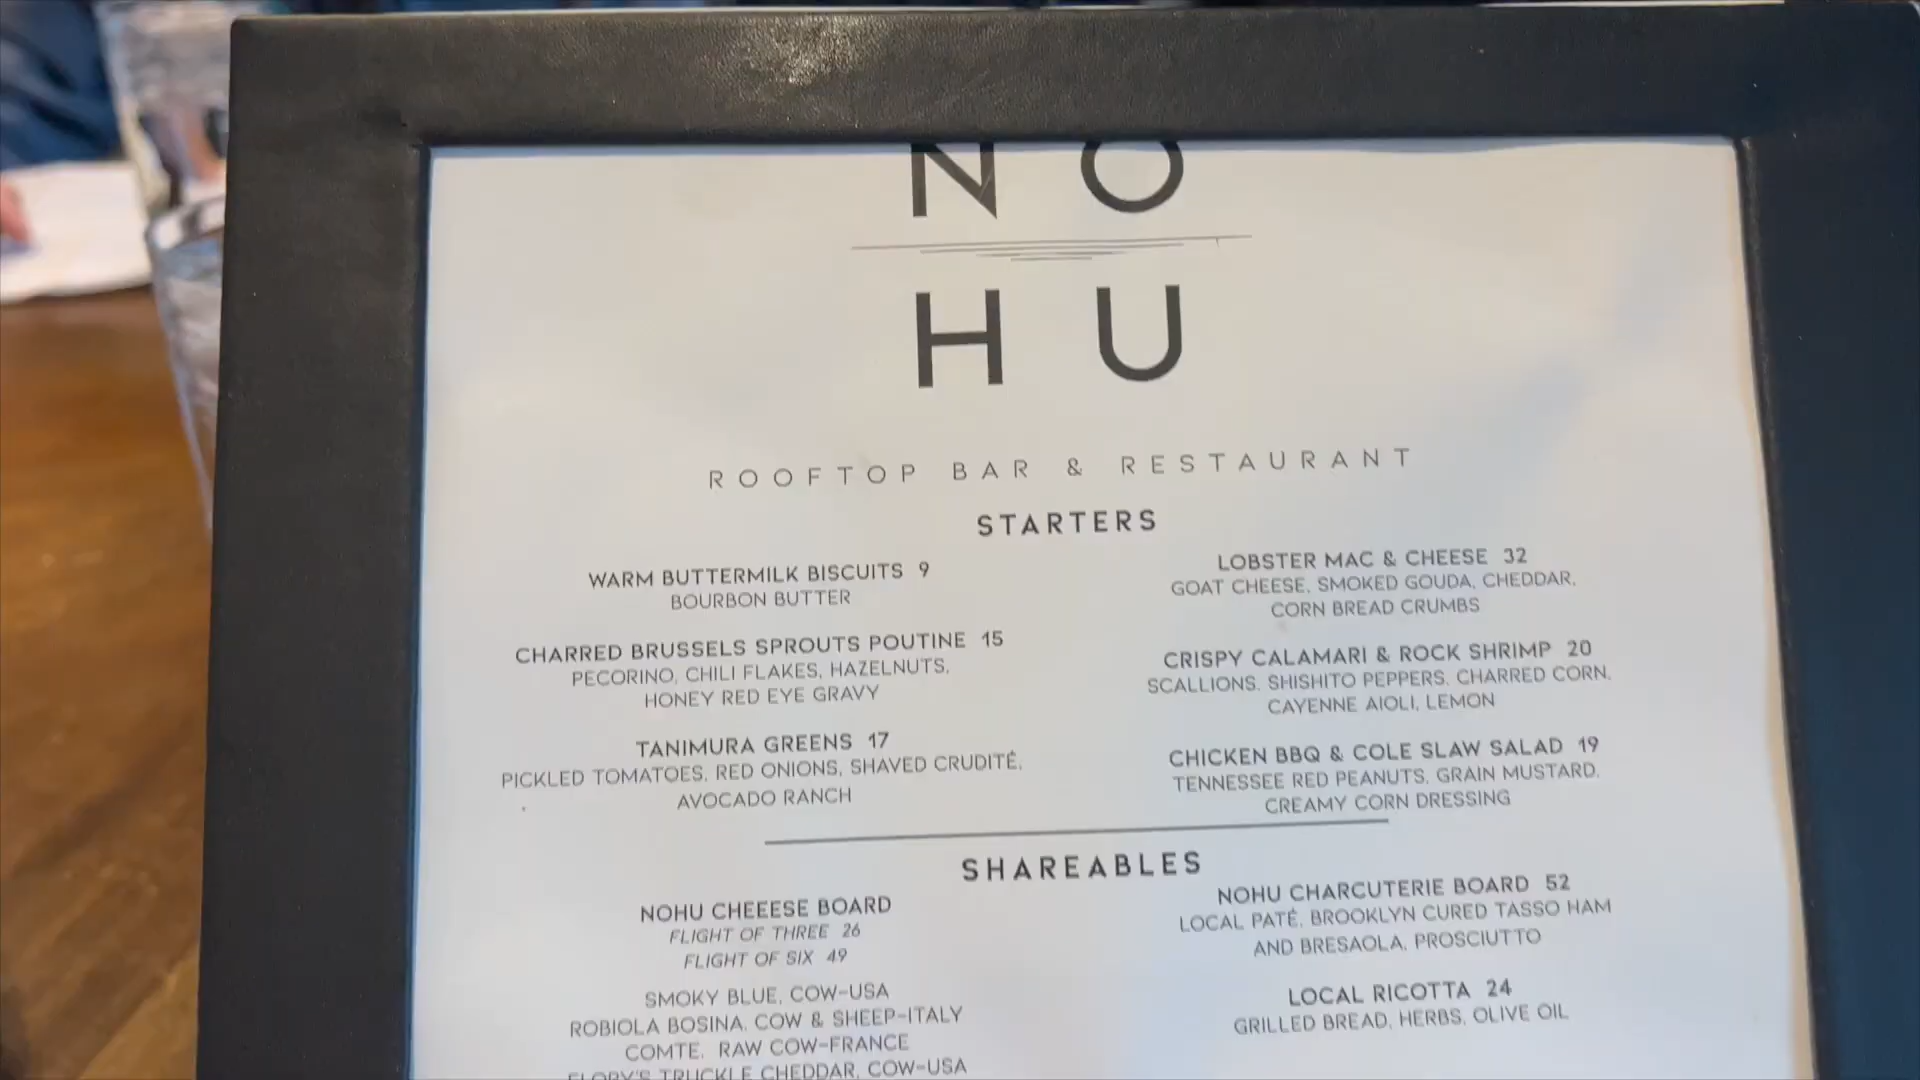 NO
HU
ROOFTOP BAR & RESTAURANT
STARTERS
WARM BUTTERMILK BISCUITS 9
BOURBON BUTTER
CHARRED BRUSSELS SPROUTS POUTINE 15
PECORINO, CHILI FLAKES, HAZELNUTS,
HONEY RED EYE GRAVY
TANIMURA GREENS 17
PICKLED TOMATOES, RED ONIONS, SHAVED CRUDITÉ,
AVOCADO RANCH
LOBSTER MAC & CHEESE 32
GOAT CHEESE, SMOKED GOUDA, CHEDDAR,
CORN BREAD CRUMBS
CRISPY CALAMARI & ROCK SHRIMP 20
SCALLIONS, SHISHITO PEPPERS, CHARRED CORN,
CAYENNE AIOLI, LEMON
CHICKEN BBQ & COLE SLAW SALAD 19
TENNESSEE RED PEANUTS, GRAIN MUSTARD,
CREAMY CORN DRESSING
SHAREABLES
NOHU CHEEESE BOARD
FLIGHT OF THREE 26
FLIGHT OF SIX 49
SMOKY BLUE, COW-USA
ROBIOLA BOSINA, COW & SHEEP-ITALY
COMTE, RAW COW-FRANCE
FLORY'S TRUCKLE CHEDDAR, COW-USA
NOHU CHARCUTERIE BOARD 52
LOCAL PATÉ, BROOKLYN CURED TASSO HAM
AND BRESAOLA, PROSCIUTTO
LOCAL RICOTTA 24
GRILLED BREAD, HERBS, OLIVE OIL